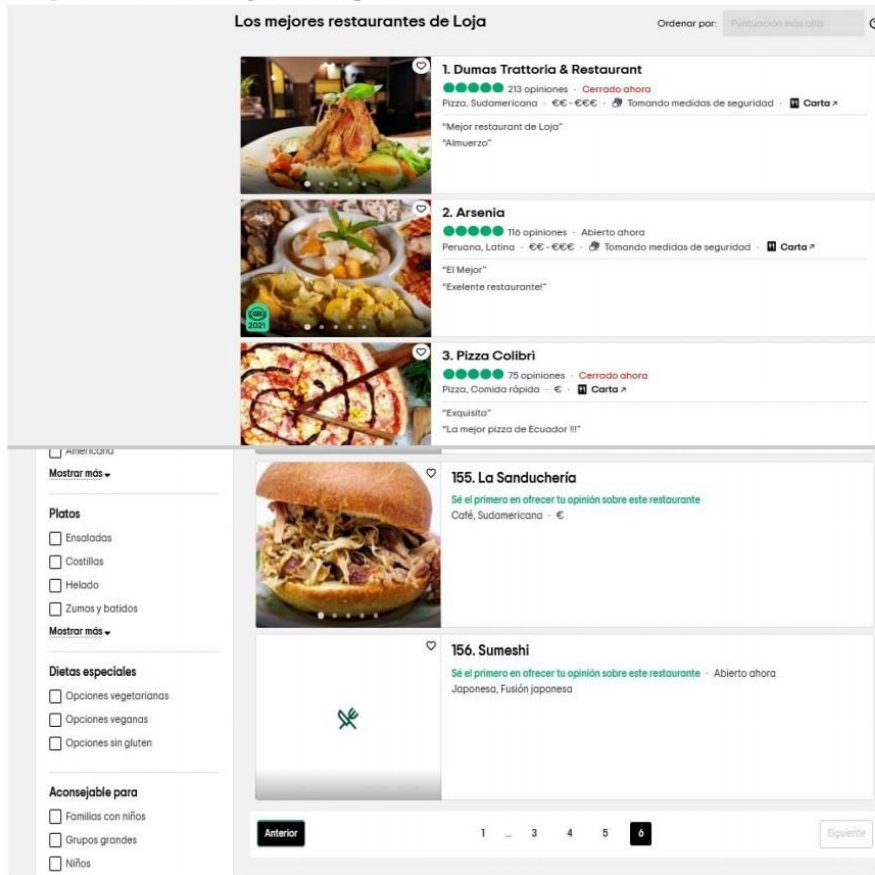 Los mejores restaurantes de Loja
Ordenar por: Puntuación más alta
1. Dumas Trattoria & Restaurant
213 opiniones · Cerrado ahora
Pizza, Sudamericana · €€-€€€ · Tomando medidas de seguridad · Carta
"Mejor restaurant de Loja"
"Almuerzo"
2. Arsenia
116 opiniones · Abierto ahora
Peruana, Latina · €€-€€€ · Tomando medidas de seguridad · Carta
"El Mejor"
"Exelente restaurante!"
2021
3. Pizza Colibrì
75 opiniones · Cerrado ahora
Pizza, Comida rápida · € · Carta
"Exquisito"
"La mejor pizza de Ecuador !!!"
Americana
Mostrar más
Platos
Ensaladas
Costillas
Helado
Zumos y batidos
Mostrar más
Dietas especiales
Opciones vegetarianas
Opciones veganas
Opciones sin gluten
Aconsejable para
Familias con niños
Grupos grandes
Niños
155. La Sanduchería
Sé el primero en ofrecer tu opinión sobre este restaurante
Café, Sudamericana · €
156. Sumeshi
Sé el primero en ofrecer tu opinión sobre este restaurante · Abierto ahora
Japonesa, Fusión japonesa
Anterior
1 ... 3 4 5 6
Siguiente